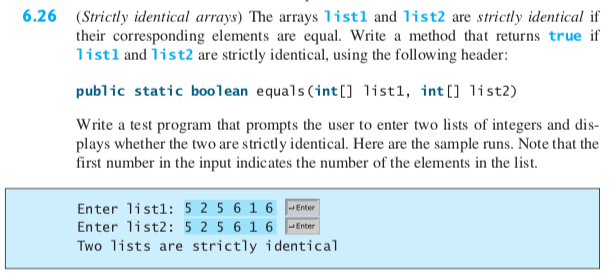 6.26 (Strictly identical arrays) The arrays list1 and list2 are strictly identical if
their corresponding elements are equal. Write a method that returns true if
list1 and list2 are strictly identical, using the following header:
public static boolean equals(int[] list1, int[] list2)
Write a test program that prompts the user to enter two lists of integers and dis-
plays whether the two are strictly identical. Here are the sample runs. Note that the
first number in the input indicates the number of the elements in the list.
Enter list1: 5 2 5 6 1 6 ↵Enter
Enter list2: 5 2 5 6 1 6 ↵Enter
Two lists are strictly identical